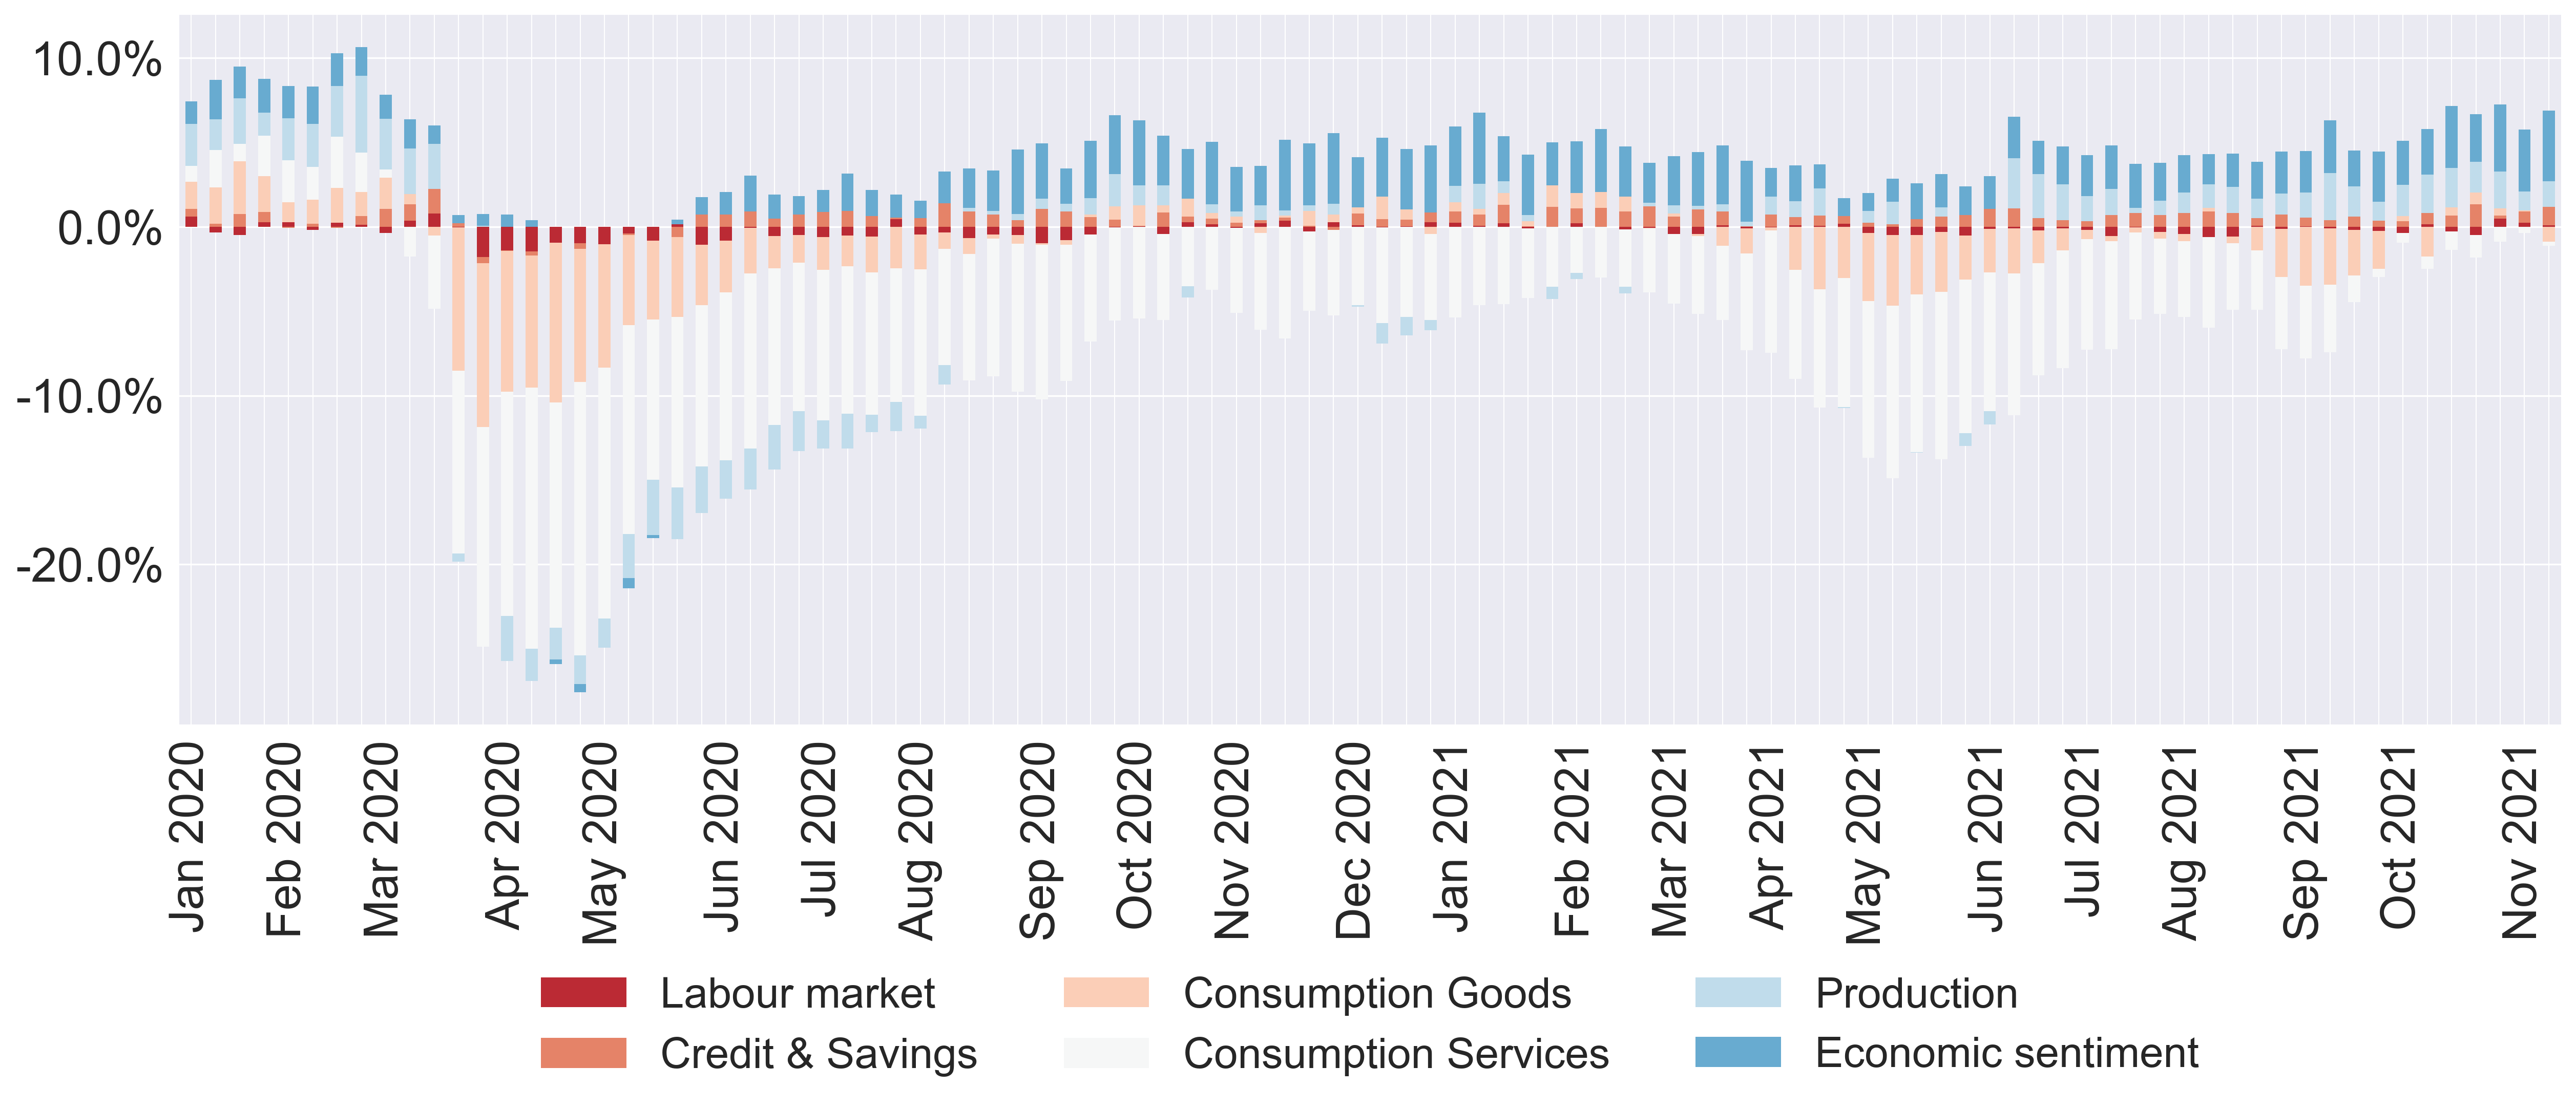 10.0%
0.0%
-10.0%
-20.0%
Jan 2020
Feb 2020
Mar 2020
Apr 2020
May 2020
Jun 2020
Jul 2020
Aug 2020
Sep 2020
Oct 2020
Nov 2020
Dec 2020
Jan 2021
Feb 2021
Mar 2021
Apr 2021
May 2021
Jun 2021
Jul 2021
Aug 2021
Sep 2021
Oct 2021
Nov 2021
Labour market
Credit & Savings
Consumption Goods
Consumption Services
Production
Economic sentiment